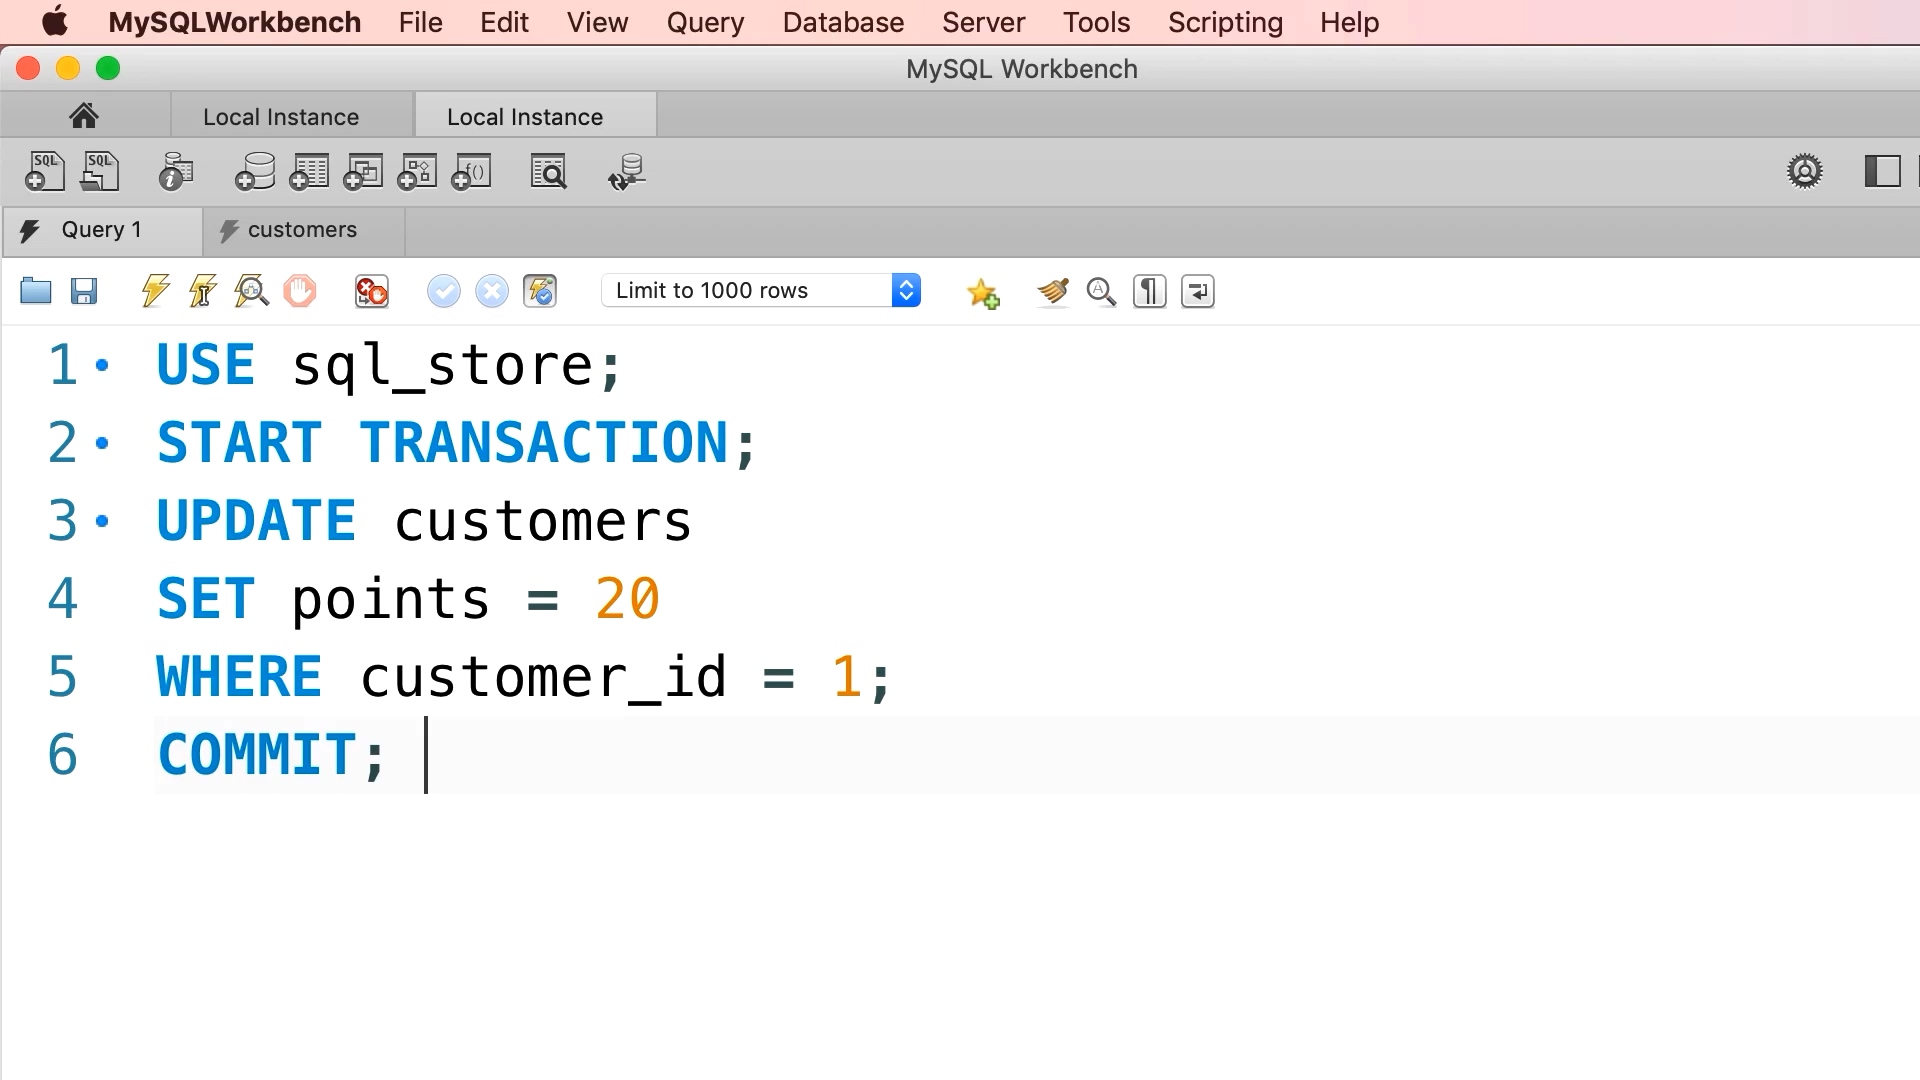 MySQLWorkbench File Edit View Query Database Server Tools Scripting Help
MySQL Workbench
Local Instance Local Instance
SQL SQL f()
Query 1 customers
Limit to 1000 rows
1 USE sql_store;
2 START TRANSACTION;
3 UPDATE customers
4 SET points = 20
5 WHERE customer_id = 1;
6 COMMIT;